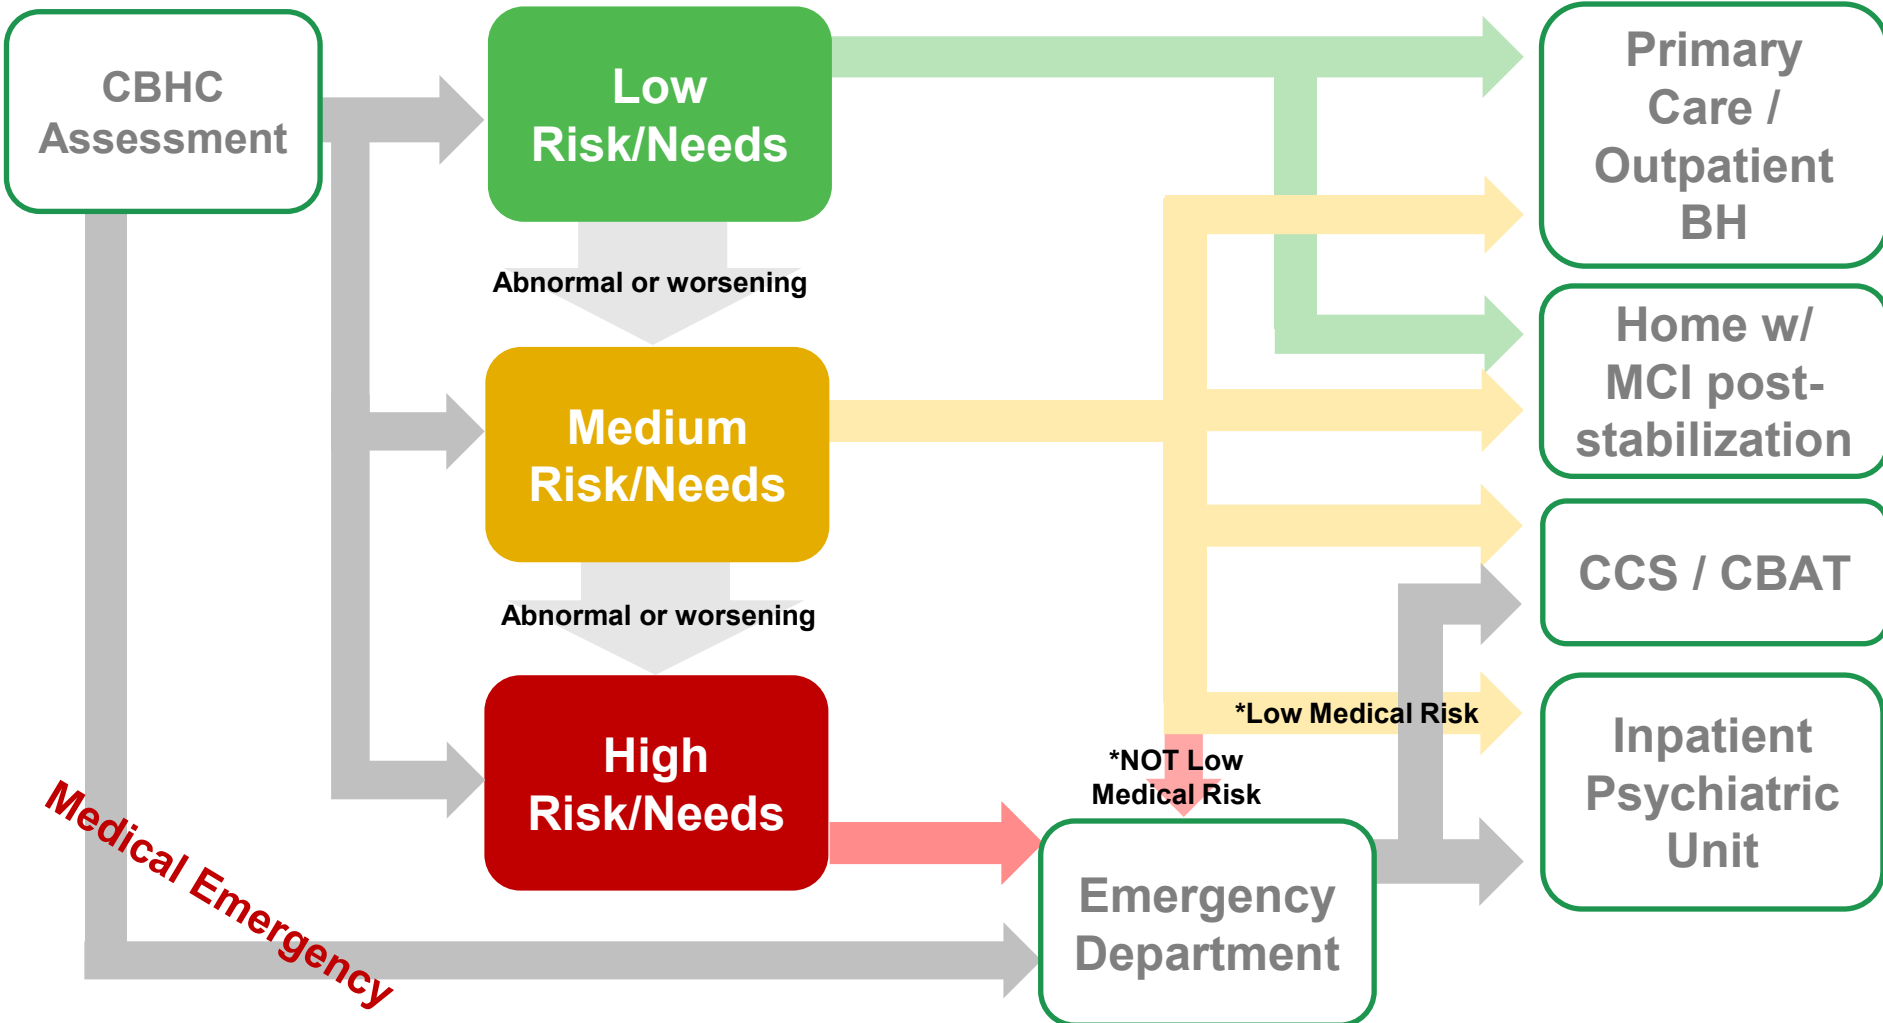 CBHC
Assessment
Low
Risk/Needs
Primary
Care /
Outpatient
BH
Abnormal or worsening
Home w/
MCI post-
stabilization
Medium
Risk/Needs
CCS / CBAT
Abnormal or worsening
High
Risk/Needs
*Low Medical Risk
*NOT Low
Medical Risk
Inpatient
Psychiatric
Unit
Medical Emergency
Emergency
Department